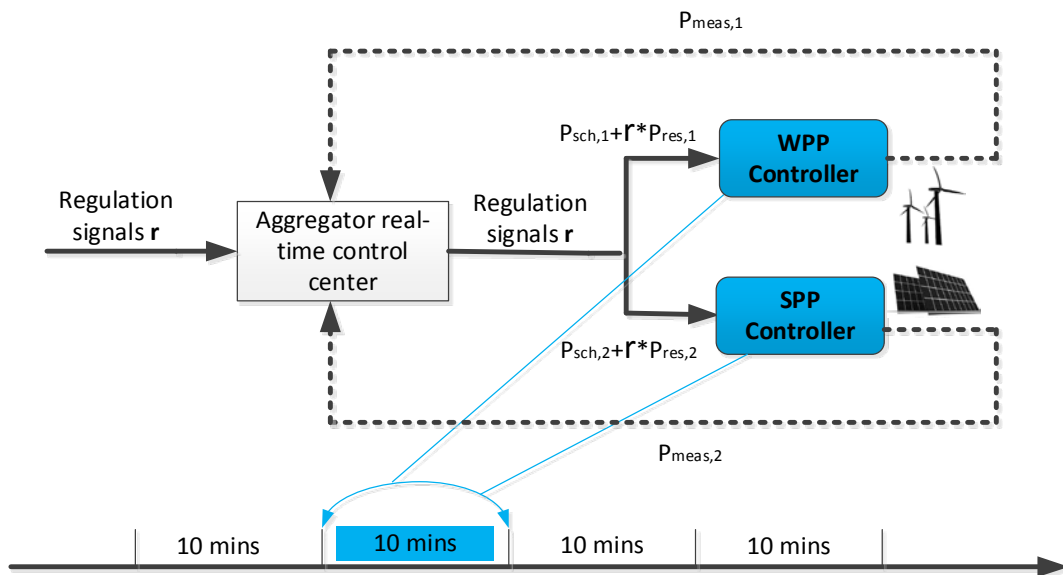 Pmeas,1
Psch,1+r*Pres,1
WPP
Controller
Regulation
signals r
Aggregator real-
time control
center
Regulation
signals r
SPP
Controller
Psch,2+r*Pres,2
Pmeas,2
10 mins
10 mins
10 mins
10 mins